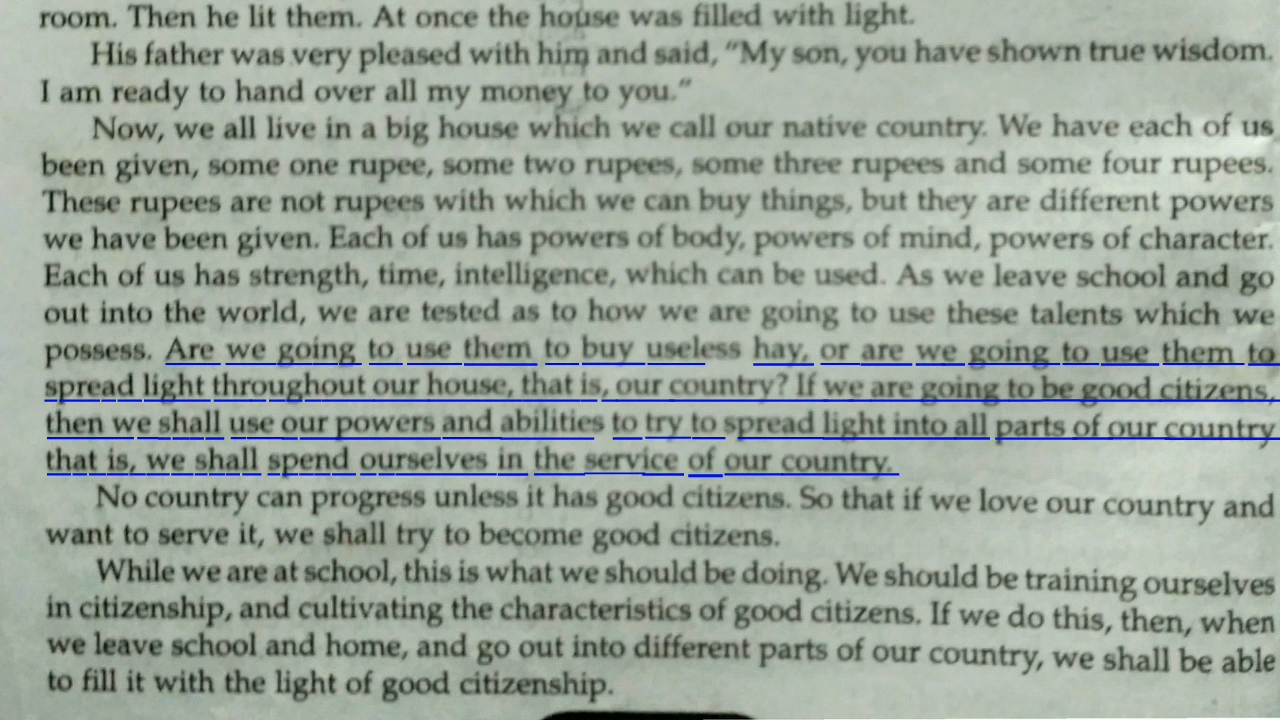 room. Then he lit them. At once the house was filled with light.
His father was very pleased with him and said, "My son, you have shown true wisdom.
I am ready to hand over all my money to you."
Now, we all live in a big house which we call our native country. We have each of us
been given, some one rupee, some two rupees, some three rupees and some four rupees.
These rupees are not rupees with which we can buy things, but they are different powers
we have been given. Each of us has powers of body, powers of mind, powers of character.
Each of us has strength, time, intelligence, which can be used. As we leave school and go
out into the world, we are tested as to how we are going to use these talents which we
possess. Are we going to use them to buy useless hay, or are we going to use them to
spread light throughout our house, that is, our country? If we are going to be good citizens,
then we shall use our powers and abilities to try to spread light into all parts of our country
that is, we shall spend ourselves in the service of our country.
No country can progress unless it has good citizens. So that if we love our country and
want to serve it, we shall try to become good citizens.
While we are at school, this is what we should be doing. We should be training ourselves
in citizenship, and cultivating the characteristics of good citizens. If we do this, then, when
we leave school and home, and go out into different parts of our country, we shall be able
to fill it with the light of good citizenship.